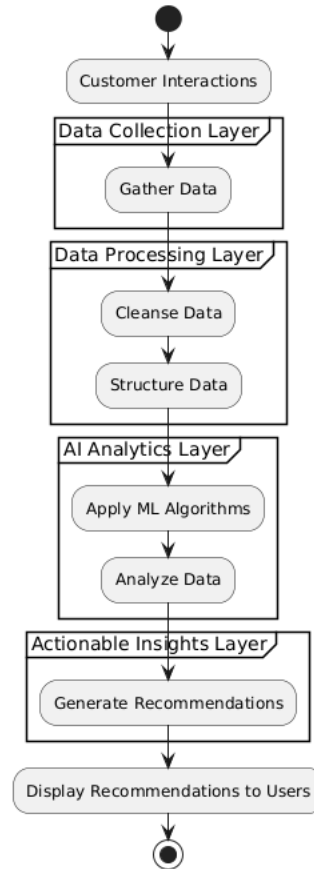 Customer Interactions
Data Collection Layer
Gather Data
Data Processing Layer
Cleanse Data
Structure Data
AI Analytics Layer
Apply ML Algorithms
Analyze Data
Actionable Insights Layer
Generate Recommendations
Display Recommendations to Users